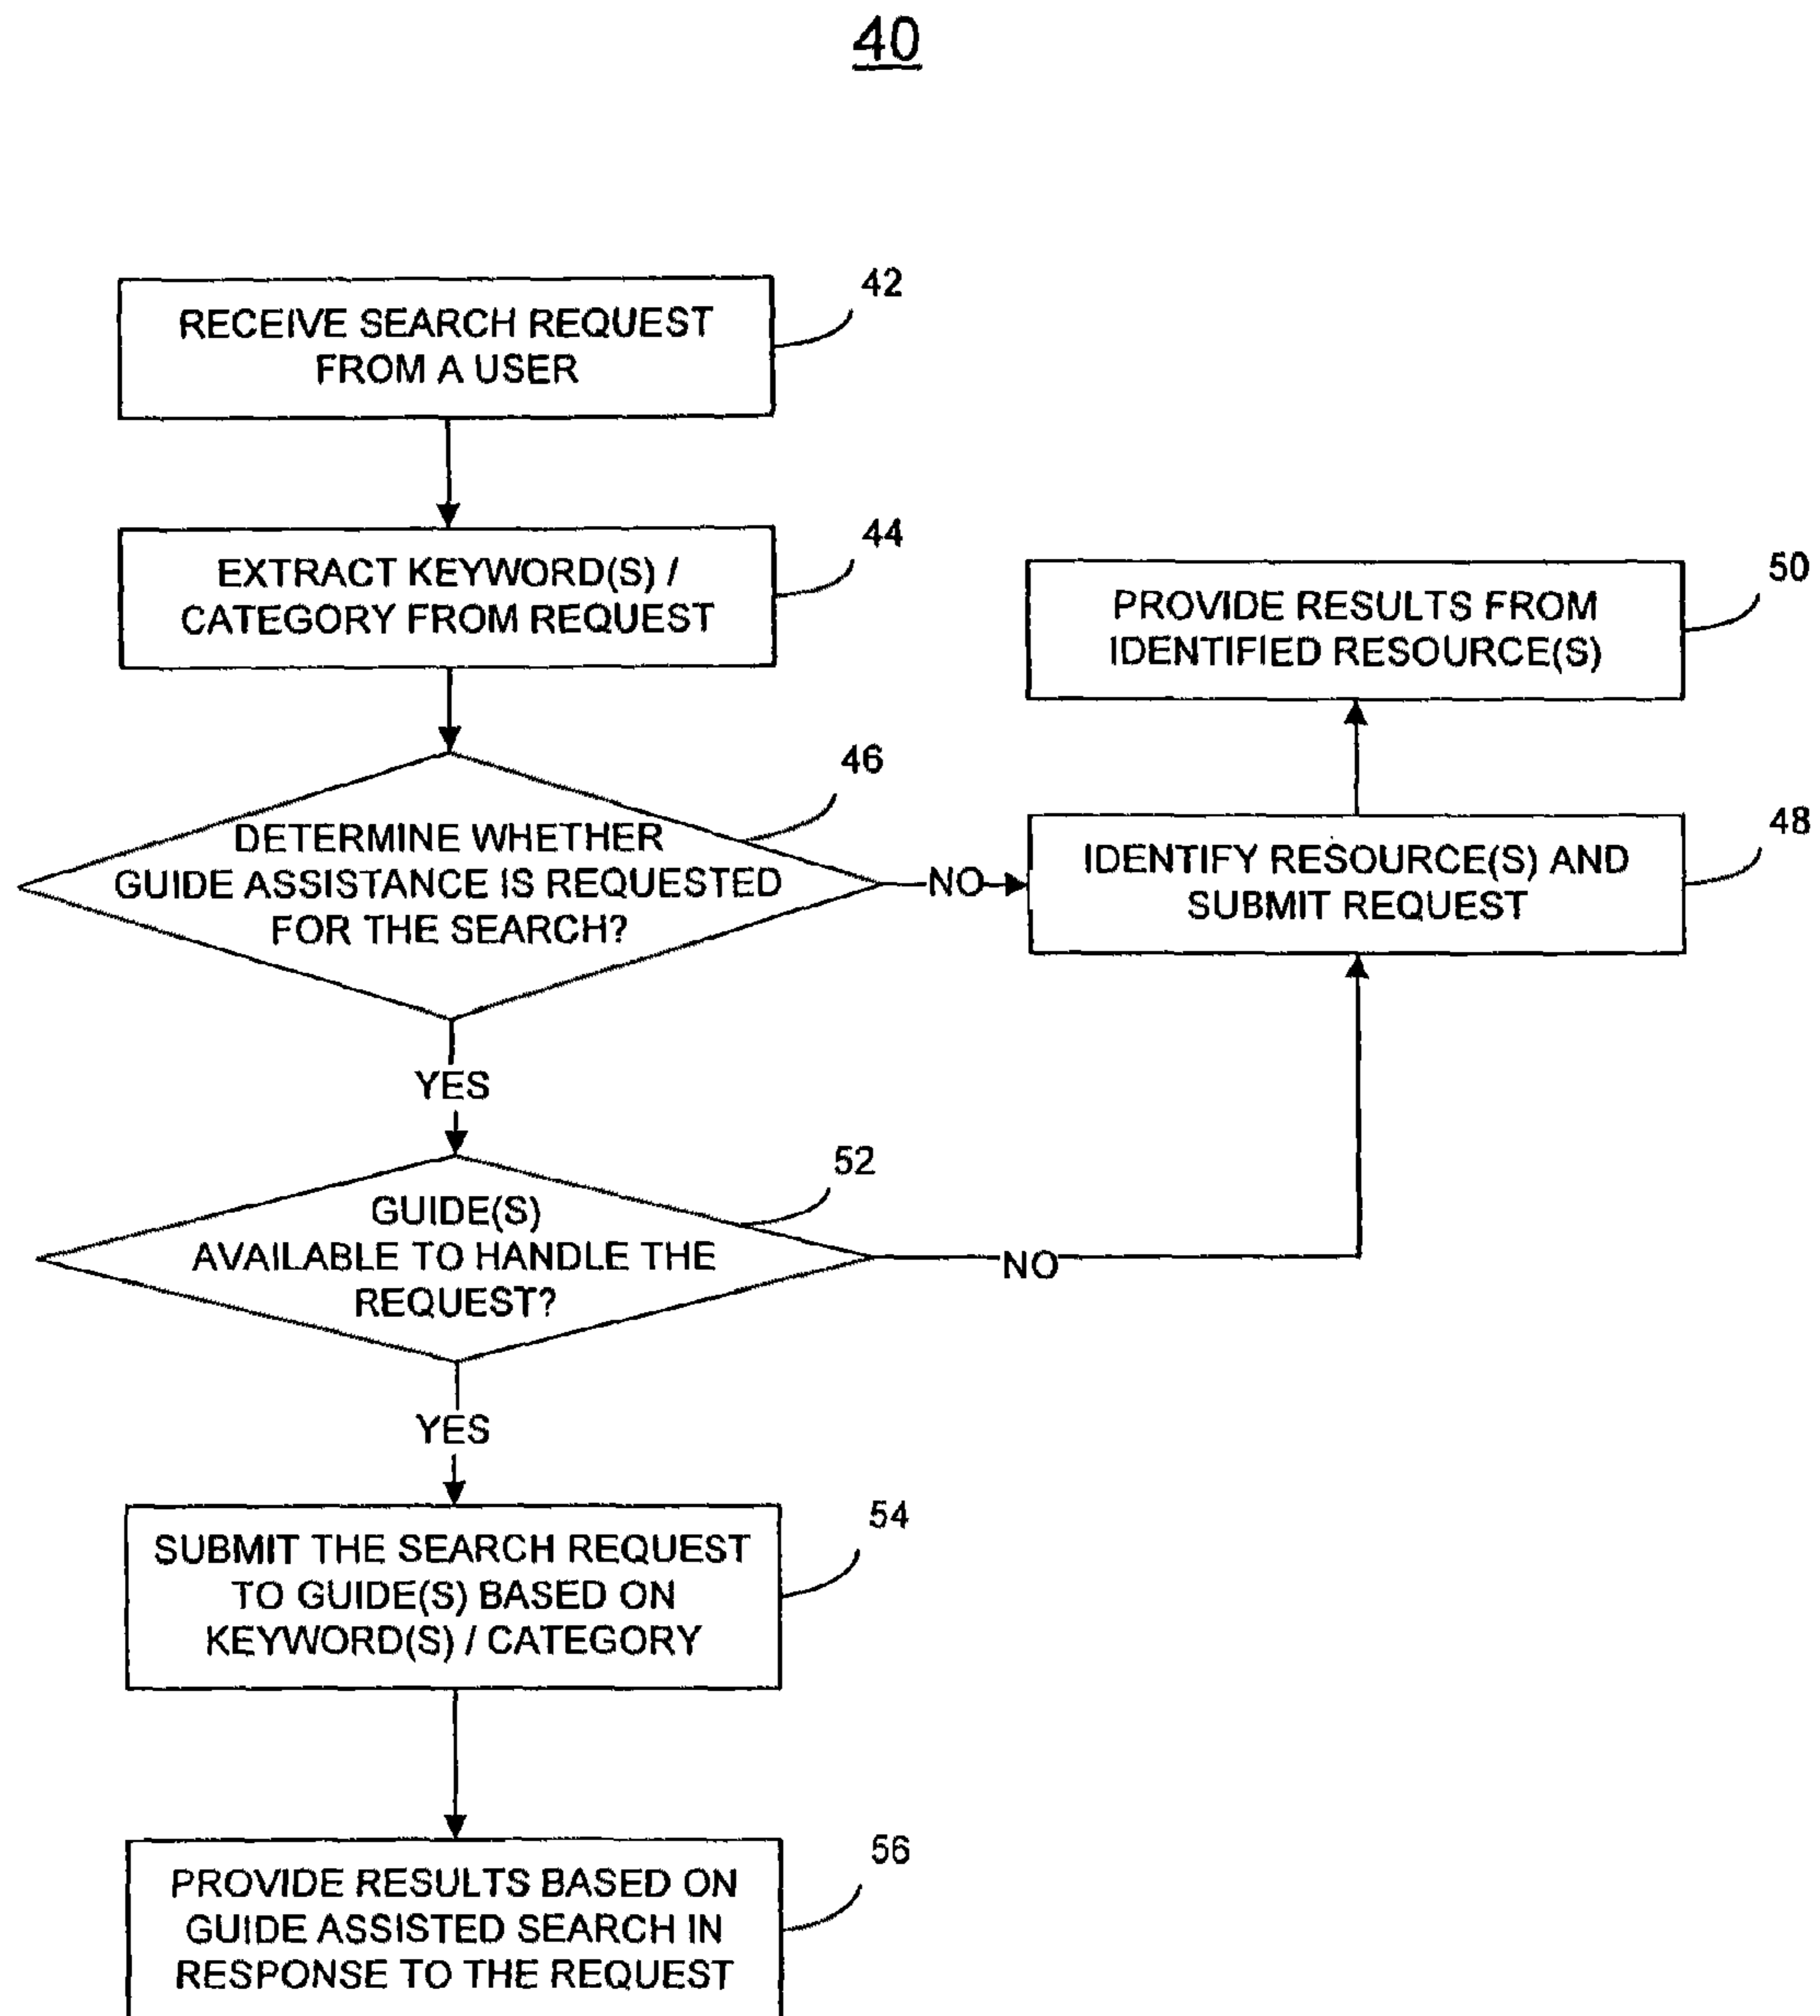 40
42
RECEIVE SEARCH REQUEST
FROM A USER
44
EXTRACT KEYWORD(S) /
CATEGORY FROM REQUEST
50
PROVIDE RESULTS FROM
IDENTIFIED RESOURCE(S)
46
DETERMINE WHETHER
GUIDE ASSISTANCE IS REQUESTED
FOR THE SEARCH?
NO
48
IDENTIFY RESOURCE(S) AND
SUBMIT REQUEST
YES
52
GUIDE(S)
AVAILABLE TO HANDLE THE
REQUEST?
NO
YES
54
SUBMIT THE SEARCH REQUEST
TO GUIDE(S) BASED ON
KEYWORD(S) / CATEGORY
56
PROVIDE RESULTS BASED ON
GUIDE ASSISTED SEARCH IN
RESPONSE TO THE REQUEST